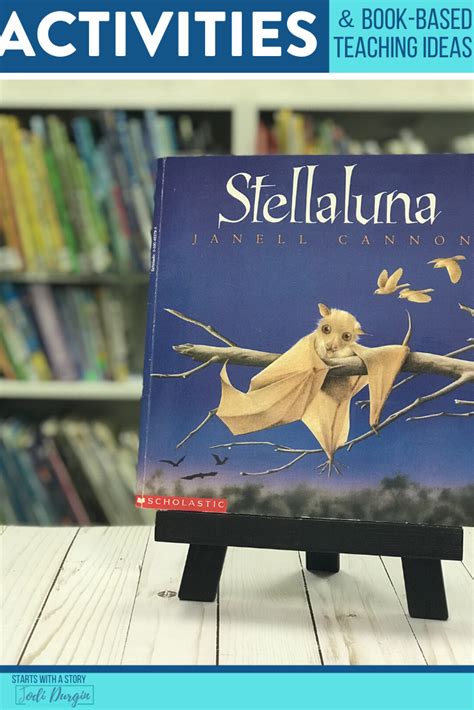 ACTIVITIES
& BOOK-BASED
TEACHING IDEAS
Stellaluna
JANELL CANNON
SCHOLASTIC
STARTS WITH A STORY
Jodi Durgin